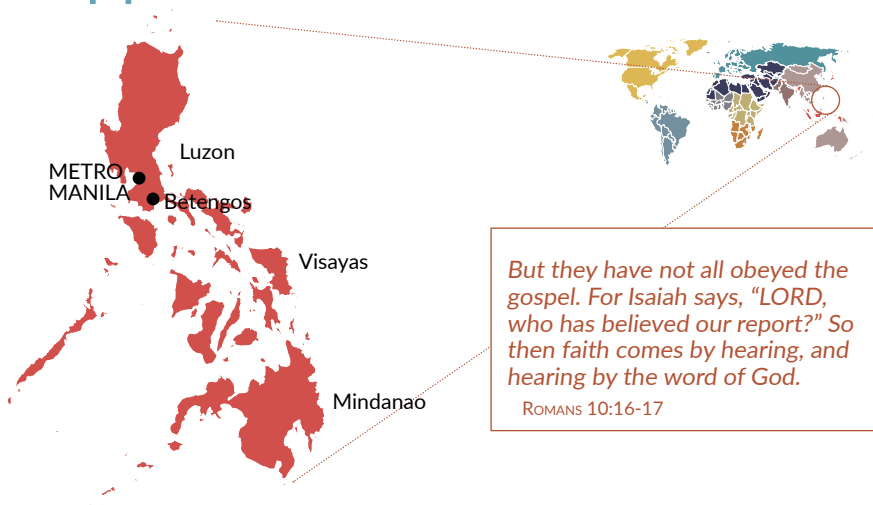 Luzon
METRO
MANILA
Betengos
Visayas
Mindanao
But they have not all obeyed the
gospel. For Isaiah says, “LORD,
who has believed our report?” So
then faith comes by hearing, and
hearing by the word of God.
Romans 10:16-17